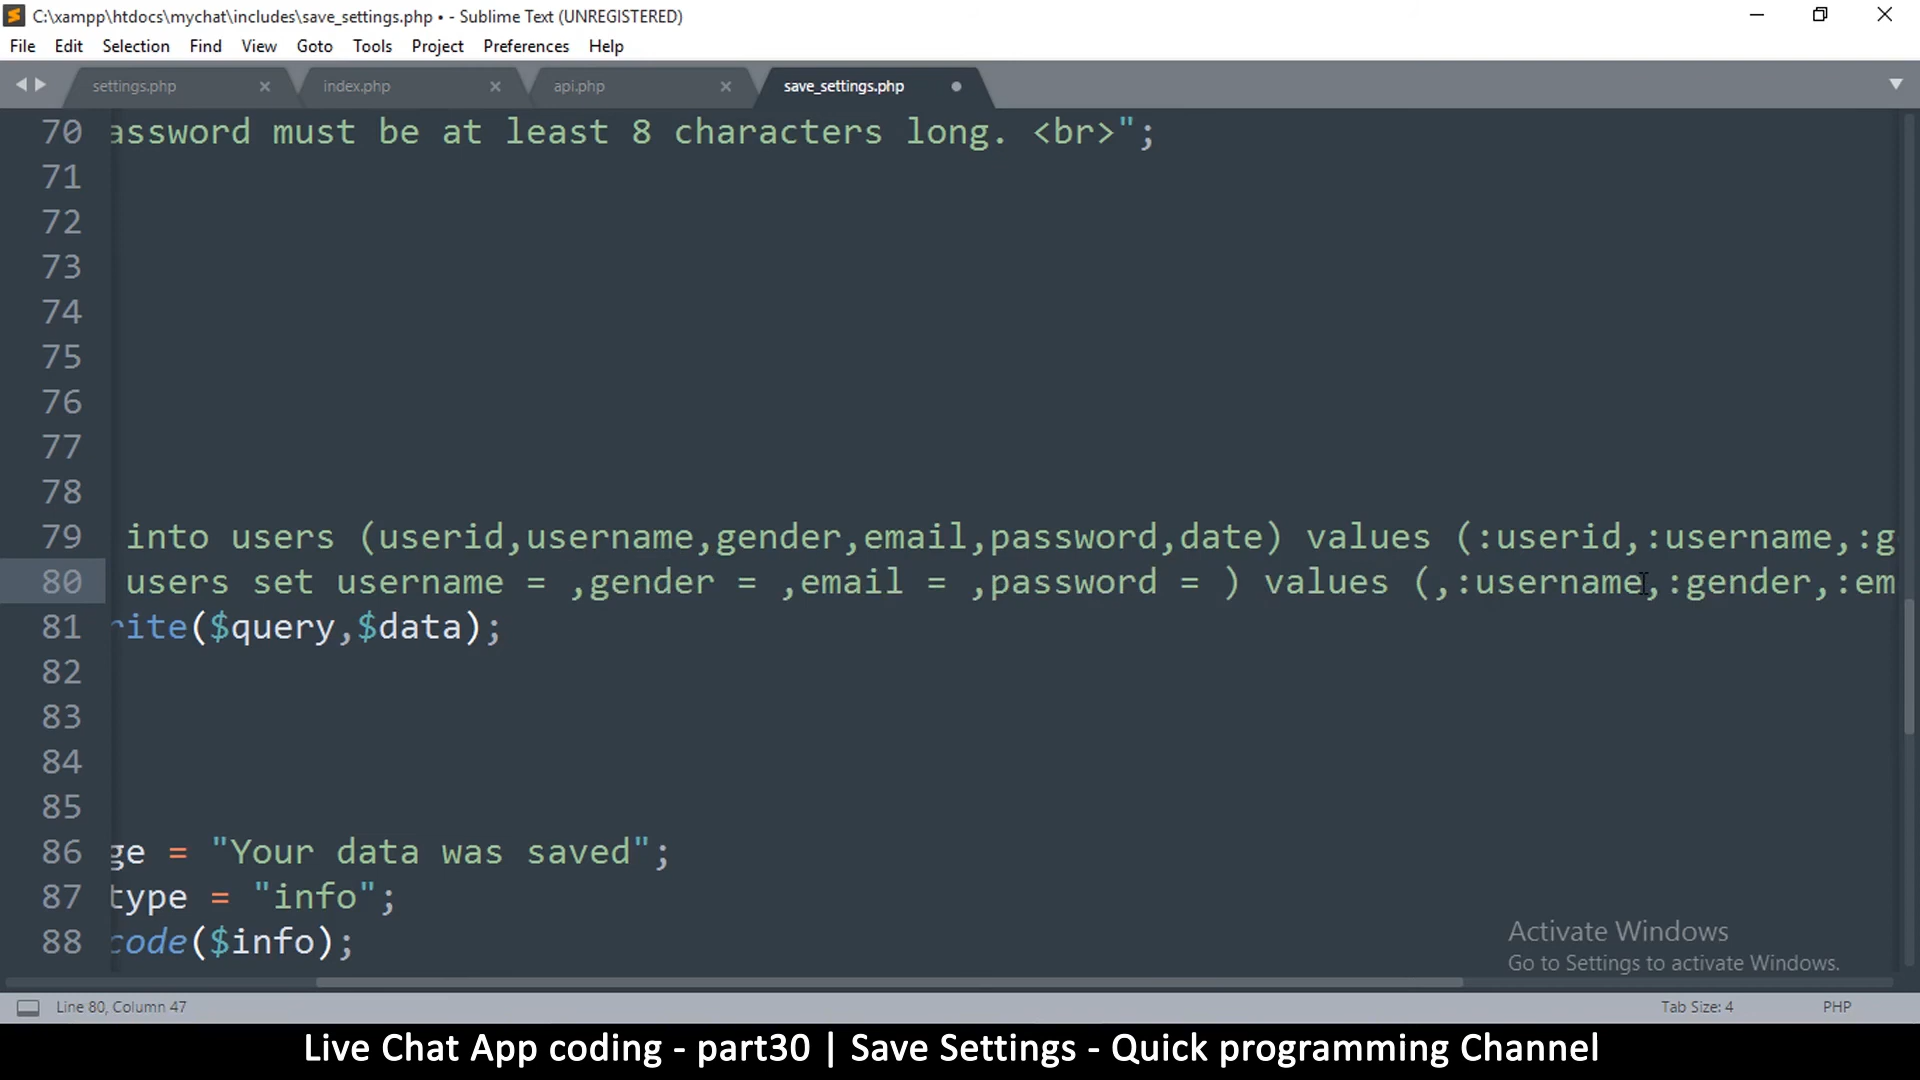 C:\xampp\htdocs\mychat\includes\save_settings.php • - Sublime Text (UNREGISTERED)
File Edit Selection Find View Goto Tools Project Preferences Help
settings.php × index.php × api.php × save_settings.php
70 assword must be at least 8 characters long. <br>";
71
72
73
74
75
76
77
78
79 into users (userid,username,gender,email,password,date) values (:userid,:username,:g
80 users set username = ,gender = ,email = ,password = ) values (,:username,:gender,:em
81 rite($query,$data);
82
83
84
85
86 ge = "Your data was saved";
87 type = "info";
88 code($info);
Activate Windows
Go to Settings to activate Windows.
Line 80, Column 47 Tab Size: 4 PHP
Live Chat App coding - part30 | Save Settings - Quick programming Channel